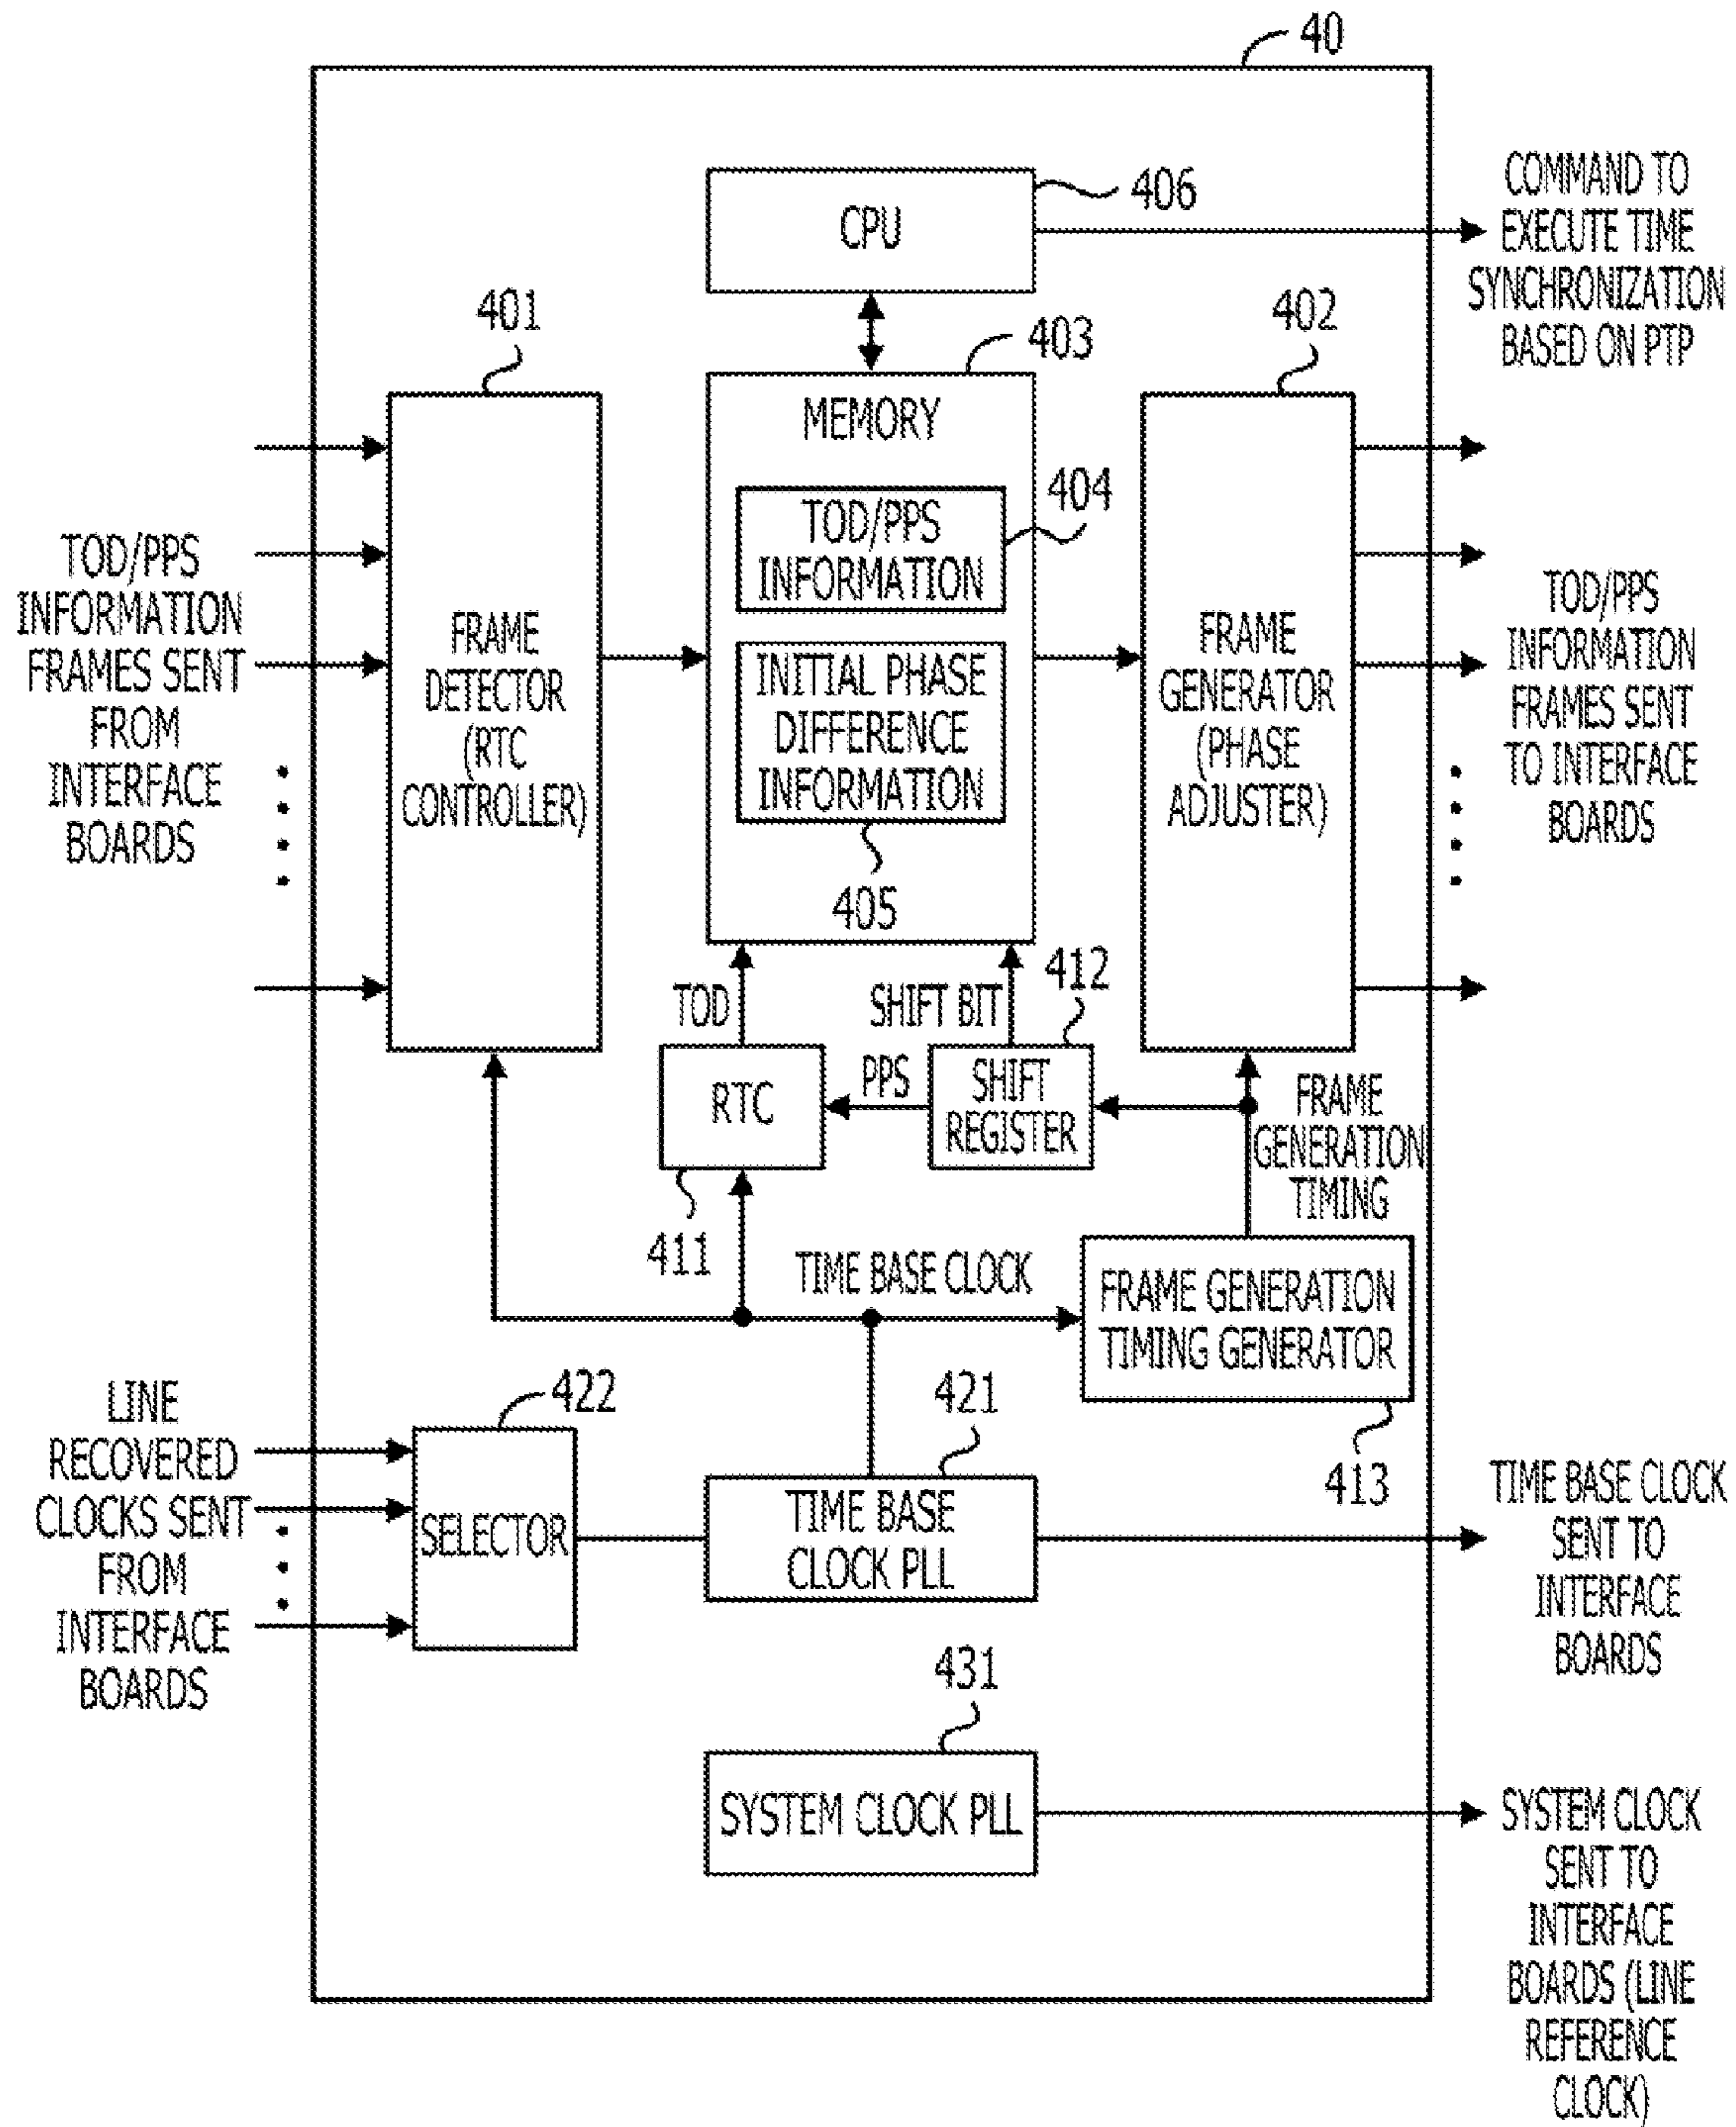 40
CPU
406
COMMAND TO
EXECUTE TIME
SYNCHRONIZATION
BASED ON PTP
401
403
402
MEMORY
404
TOD/PPS
INFORMATION
INITIAL PHASE
DIFFERENCE
INFORMATION
405
TOD/PPS
INFORMATION
FRAMES SENT
FROM
INTERFACE
BOARDS
FRAME
DETECTOR
(RTC
CONTROLLER)
FRAME
GENERATOR
(PHASE
ADJUSTER)
TOD/PPS
INFORMATION
FRAMES SENT
TO INTERFACE
BOARDS
TOD
SHIFT BIT
412
RTC
PPS
SHIFT
REGISTER
FRAME
GENERATION
TIMING
411
TIME BASE CLOCK
FRAME GENERATION
TIMING GENERATOR
413
LINE
RECOVERED
CLOCKS SENT
FROM
INTERFACE
BOARDS
422
SELECTOR
421
TIME BASE
CLOCK PLL
TIME BASE CLOCK
SENT TO
INTERFACE
BOARDS
431
SYSTEM CLOCK PLL
SYSTEM CLOCK
SENT TO
INTERFACE
BOARDS (LINE
REFERENCE
CLOCK)